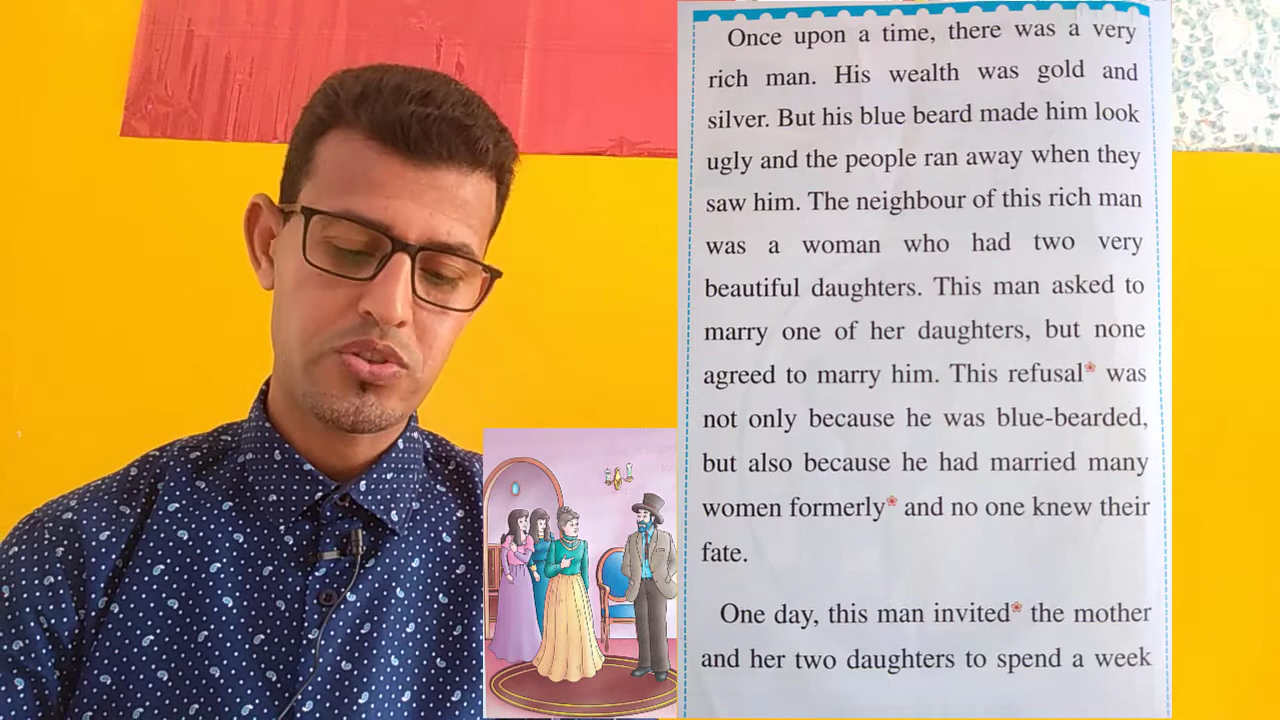 Once upon a time, there was a very
rich man. His wealth was gold and
silver. But his blue beard made him look
ugly and the people ran away when they
saw him. The neighbour of this rich man
was a woman who had two very
beautiful daughters. This man asked to
marry one of her daughters, but none
agreed to marry him. This refusal* was
not only because he was blue-bearded,
but also because he had married many
women formerly* and no one knew their
fate.
One day, this man invited* the mother
and her two daughters to spend a week